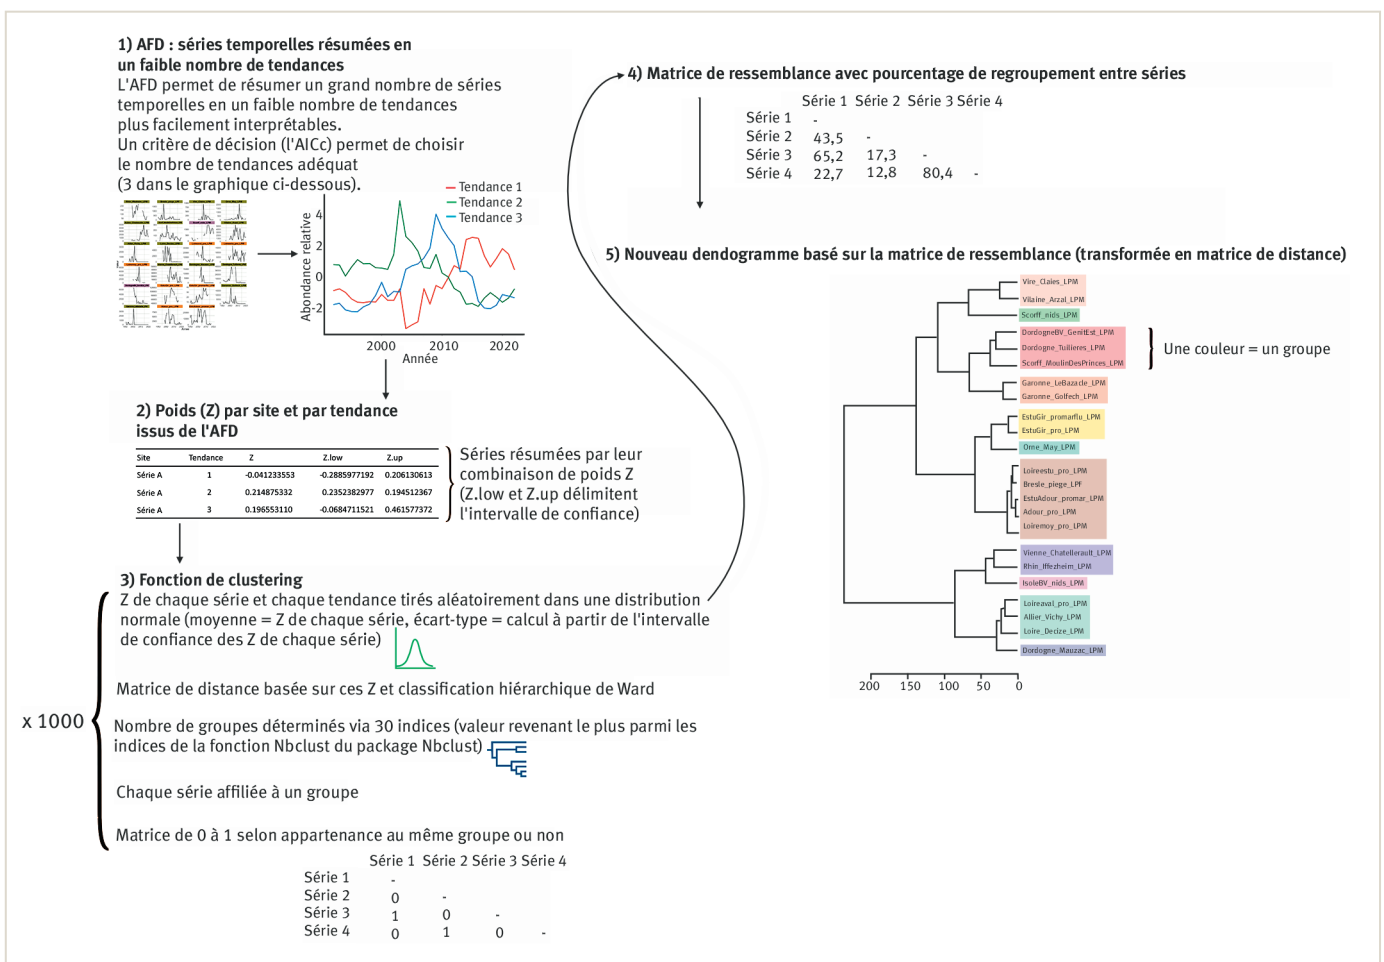 1) AFD : séries temporelles résumées en
un faible nombre de tendances
L'AFD permet de résumer un grand nombre de séries
temporelles en un faible nombre de tendances
plus facilement interprétables.
Un critère de décision (l'AICc) permet de choisir
le nombre de tendances adéquat
(3 dans le graphique ci-dessous).
Tendance 1
Tendance 2
Tendance 3
Abondance relative
4
2
0
-2
2000 2010 2020
Année
2) Poids (Z) par site et par tendance
issus de l'AFD
Site Tendance Z Z.low Z.up
Série A 1 -0.041233553 -0.2885977192 0.206130613
Série A 2 0.214875332 0.2352382977 0.194512367
Série A 3 0.196553110 -0.0684711521 0.461577372
Séries résumées par leur
combinaison de poids Z
(Z.low et Z.up délimitent
l'intervalle de confiance)
3) Fonction de clustering
Z de chaque série et chaque tendance tirés aléatoirement dans une distribution
normale (moyenne = Z de chaque série, écart-type = calcul à partir de l'intervalle
de confiance des Z de chaque série)
Matrice de distance basée sur ces Z et classification hiérarchique de Ward
x 1000
Nombre de groupes déterminés via 30 indices (valeur revenant le plus parmi les
indices de la fonction Nbclust du package Nbclust)
Chaque série affiliée à un groupe
Matrice de 0 à 1 selon appartenance au même groupe ou non
Série 1 Série 2 Série 3 Série 4
Série 1 -
Série 2 0 -
Série 3 1 0 -
Série 4 0 1 0 -
4) Matrice de ressemblance avec pourcentage de regroupement entre séries
Série 1 Série 2 Série 3 Série 4
Série 1 -
Série 2 43,5 -
Série 3 65,2 17,3 -
Série 4 22,7 12,8 80,4 -
5) Nouveau dendogramme basé sur la matrice de ressemblance (transformée en matrice de distance)
Vire_Claies_LPM
Vilaine_Arzal_LPM
Scorff_nids_LPM
DordogneBV_GenitEst_LPM
Dordogne_Tuilieres_LPM
Scorff_MoulinDesPrinces_LPM
Une couleur = un groupe
Garonne_LeBazacle_LPM
Garonne_Golfech_LPM
EstuGir_promarflu_LPM
EstuGir_pro_LPM
Orne_May_LPM
Loireestu_pro_LPM
Bresle_piege_LPF
EstuAdour_promar_LPM
Adour_pro_LPM
Loiremoy_pro_LPM
Vienne_Chatellerault_LPM
Rhin_Iffezheim_LPM
IsoleBV_nids_LPM
Loireaval_pro_LPM
Allier_Vichy_LPM
Loire_Decize_LPM
Dordogne_Mauzac_LPM
200 150 100 50 0